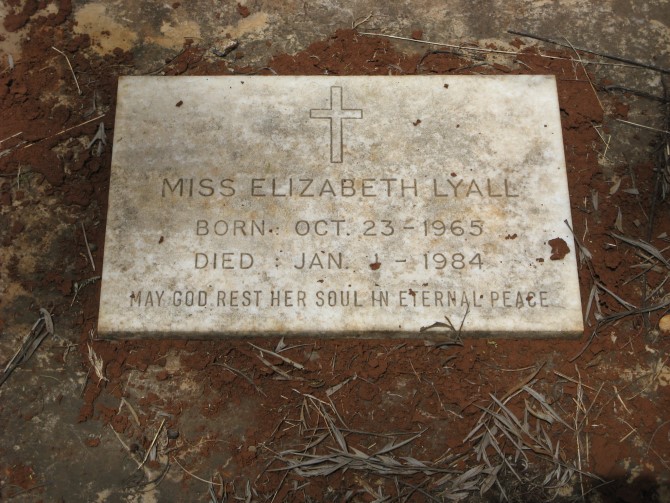 MISS ELIZABETH LYALL
BORN: OCT. 23-1965
DIED : JAN. 1 - 1984
MAY GOD REST HER SOUL IN ETERNAL PEACE